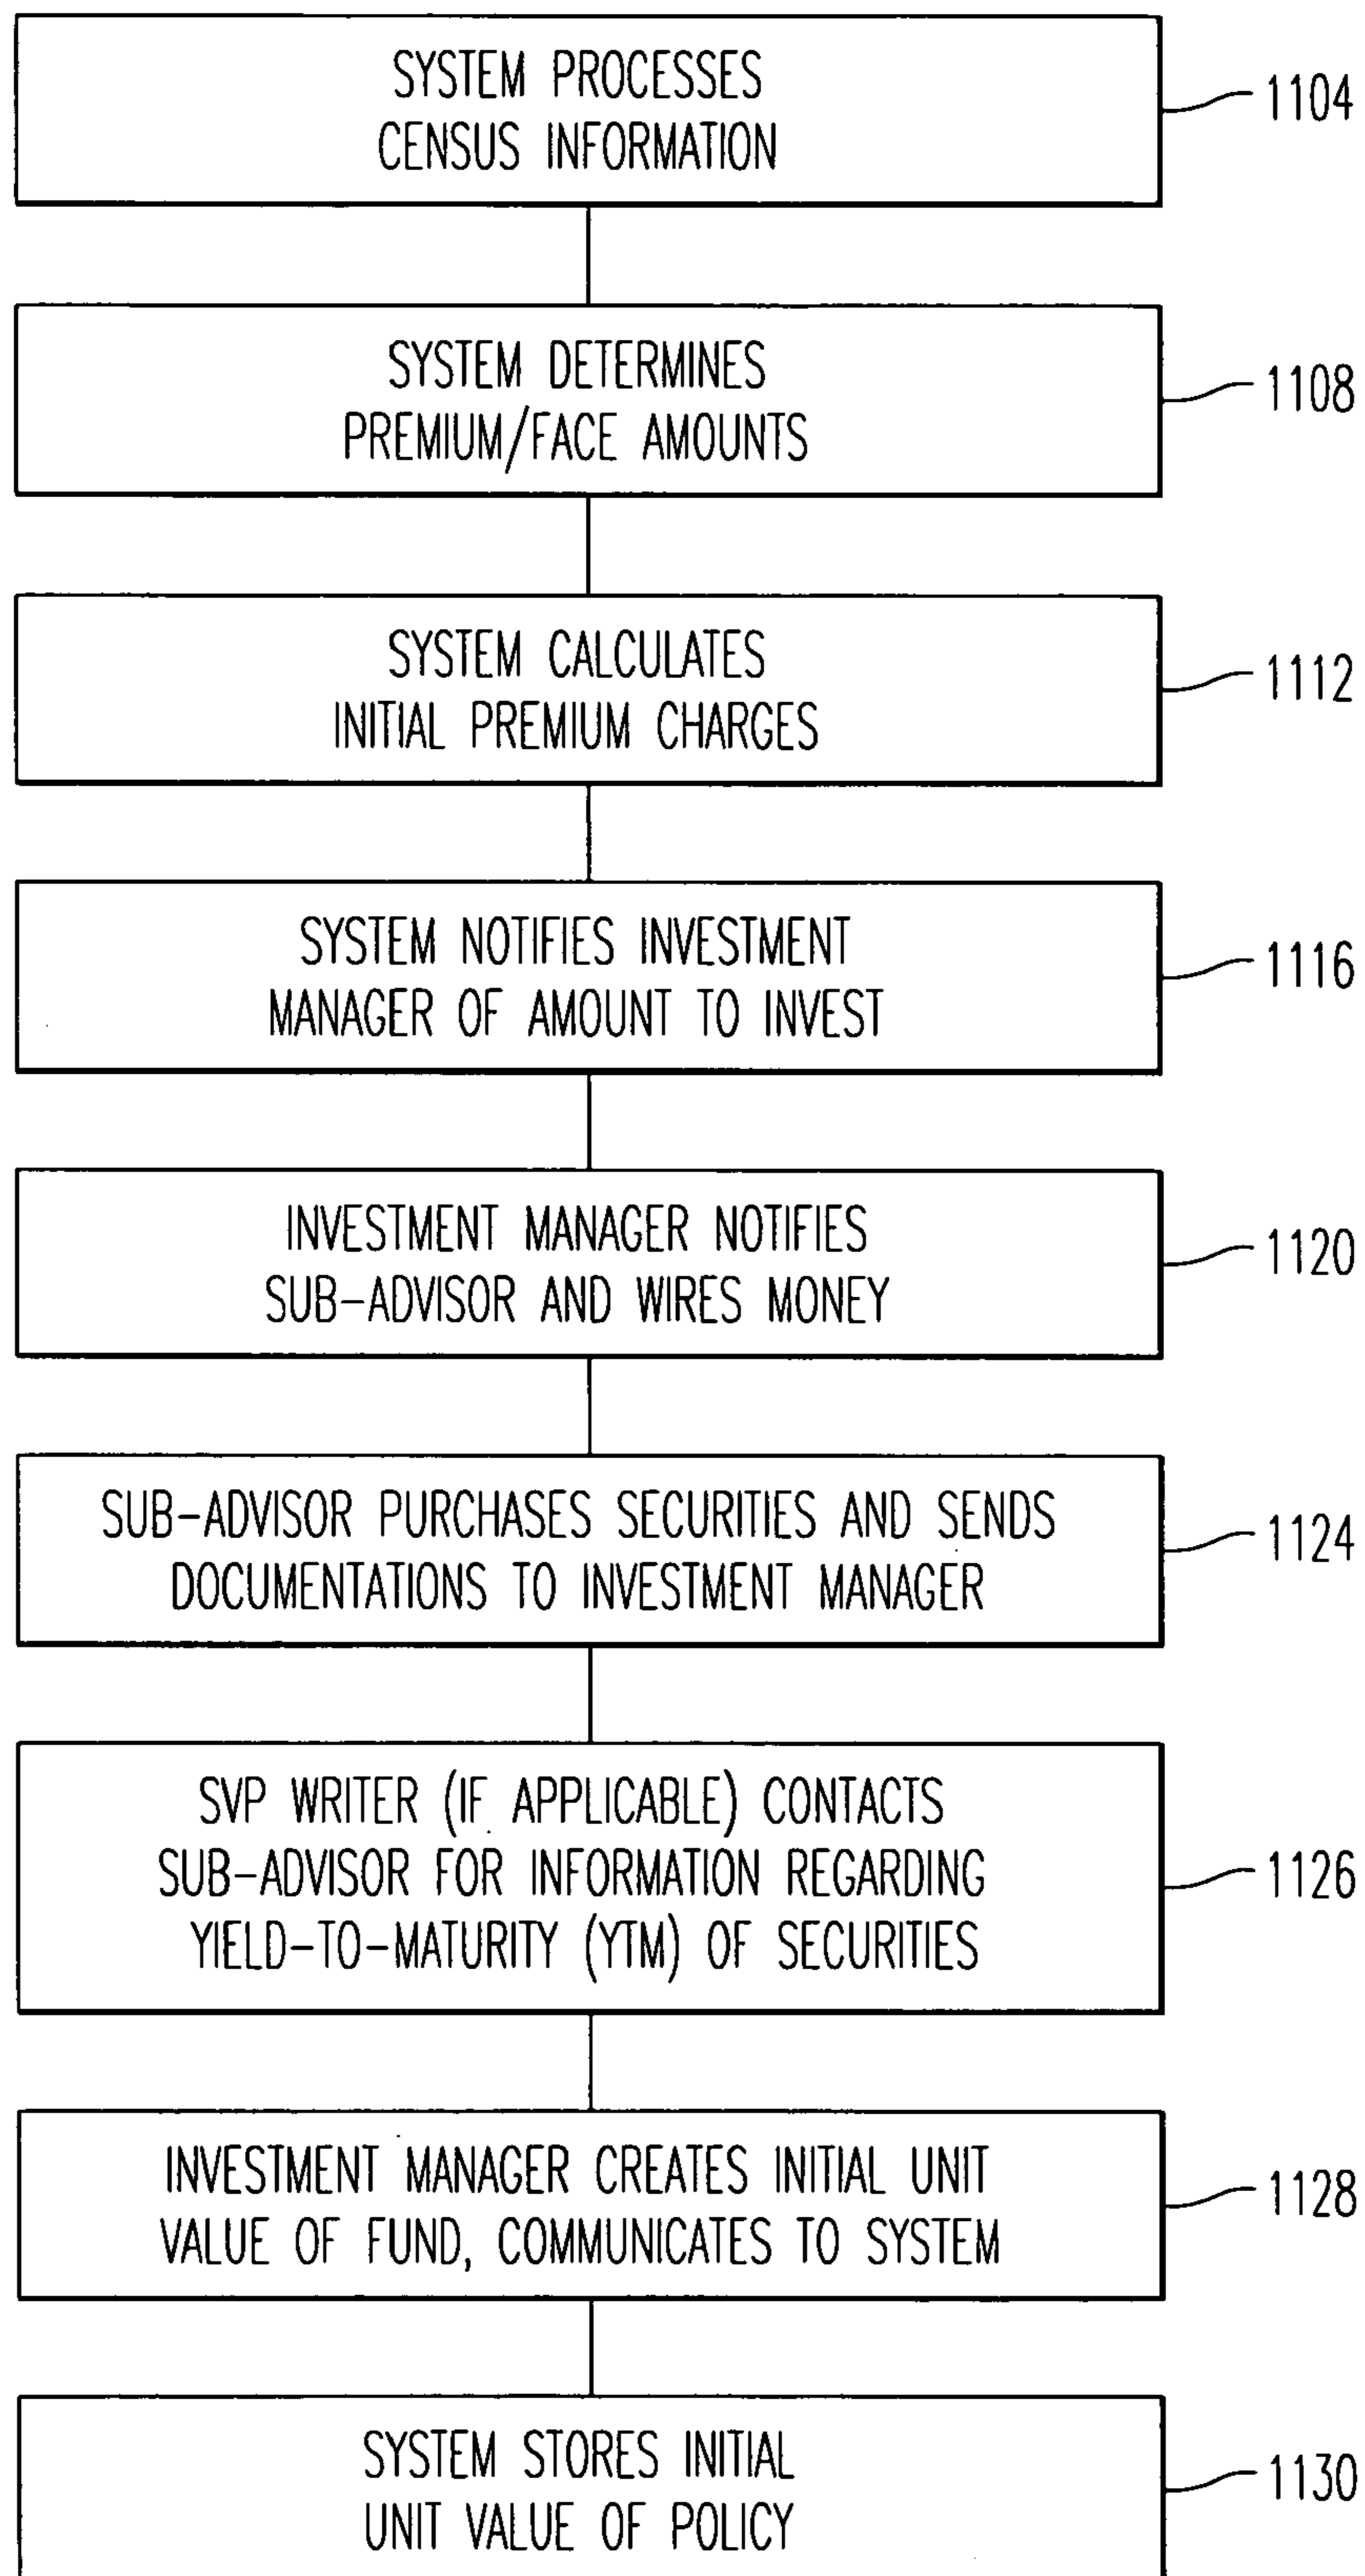 SYSTEM PROCESSES
CENSUS INFORMATION
1104
SYSTEM DETERMINES
PREMIUM/FACE AMOUNTS
1108
SYSTEM CALCULATES
INITIAL PREMIUM CHARGES
1112
SYSTEM NOTIFIES INVESTMENT
MANAGER OF AMOUNT TO INVEST
1116
INVESTMENT MANAGER NOTIFIES
SUB-ADVISOR AND WIRES MONEY
1120
SUB-ADVISOR PURCHASES SECURITIES AND SENDS
DOCUMENTATIONS TO INVESTMENT MANAGER
1124
SVP WRITER (IF APPLICABLE) CONTACTS
SUB-ADVISOR FOR INFORMATION REGARDING
YIELD-TO-MATURITY (YTM) OF SECURITIES
1126
INVESTMENT MANAGER CREATES INITIAL UNIT
VALUE OF FUND, COMMUNICATES TO SYSTEM
1128
SYSTEM STORES INITIAL
UNIT VALUE OF POLICY
1130